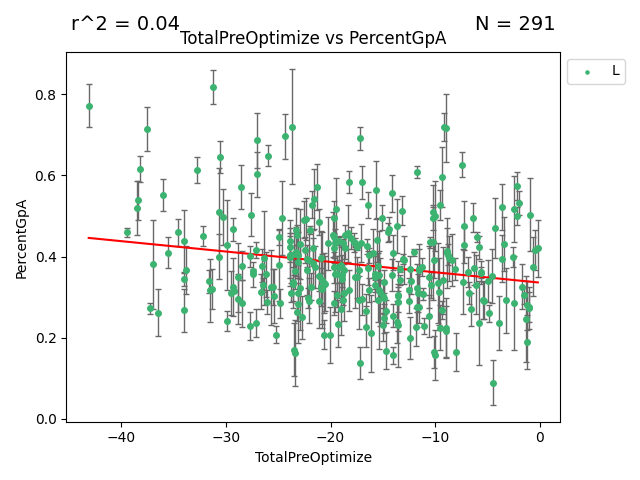 r^2 = 0.04
N = 291
TotalPreOptimize vs PercentGpA
L
PercentGpA
0.8
0.6
0.4
0.2
0.0
−40
−30
−20
−10
0
TotalPreOptimize